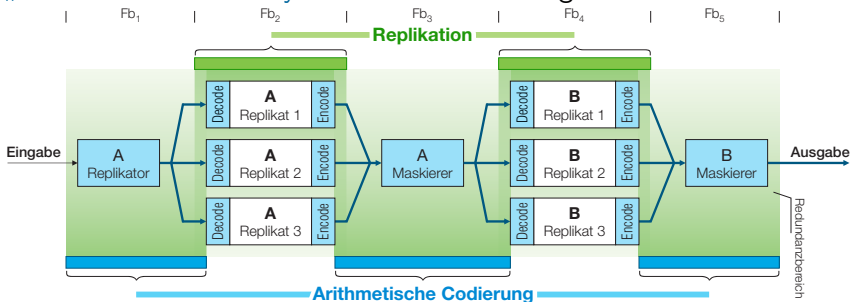 Fb₁ Fb₂ Fb₃ Fb₄ Fb₅
Replikation
Decode A Replikat 1 Encode
Decode B Replikat 1 Encode
Eingabe
A Replikator
Decode A Replikat 2 Encode
A Maskierer
Decode B Replikat 2 Encode
B Maskierer
Ausgabe
Decode A Replikat 3 Encode
Decode B Replikat 3 Encode
Redundanzbereich
Arithmetische Codierung